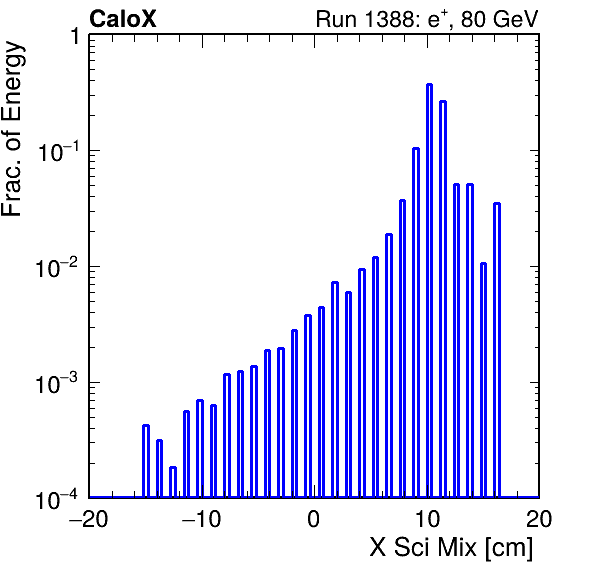 CaloX Run 1388: e⁺, 80 GeV
Frac. of Energy
1
10⁻¹
10⁻²
10⁻³
10⁻⁴
−20 −10 0 10 20
X Sci Mix [cm]